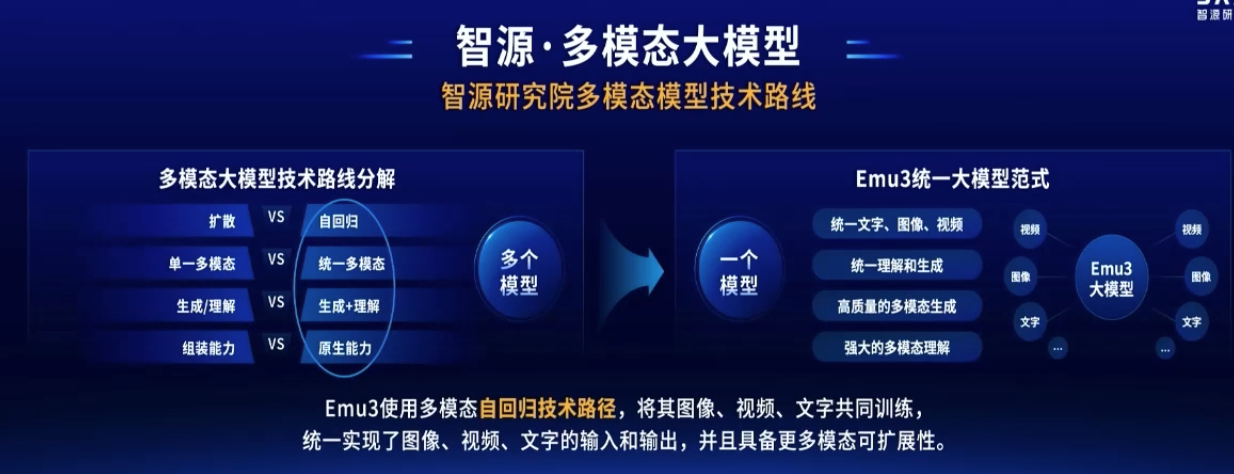 智源研
智源·多模态大模型
智源研究院多模态模型技术路线
多模态大模型技术路线分解
扩散 VS 自回归
单一多模态 VS 统一多模态
生成/理解 VS 生成+理解
组装能力 VS 原生能力
多个
模型
Emu3统一大模型范式
一个
模型
统一文字、图像、视频
统一理解和生成
高质量的多模态生成
强大的多模态理解
视频
图像
文字
...
Emu3
大模型
视频
图像
文字
...
Emu3使用多模态自回归技术路径，将其图像、视频、文字共同训练，
统一实现了图像、视频、文字的输入和输出，并且具备更多模态可扩展性。